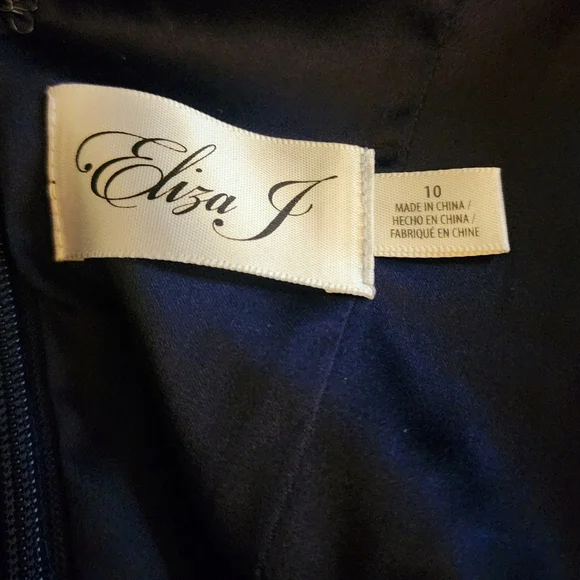 Eliza J
10
MADE IN CHINA /
HECHO EN CHINA /
FABRIQUÉ EN CHINE